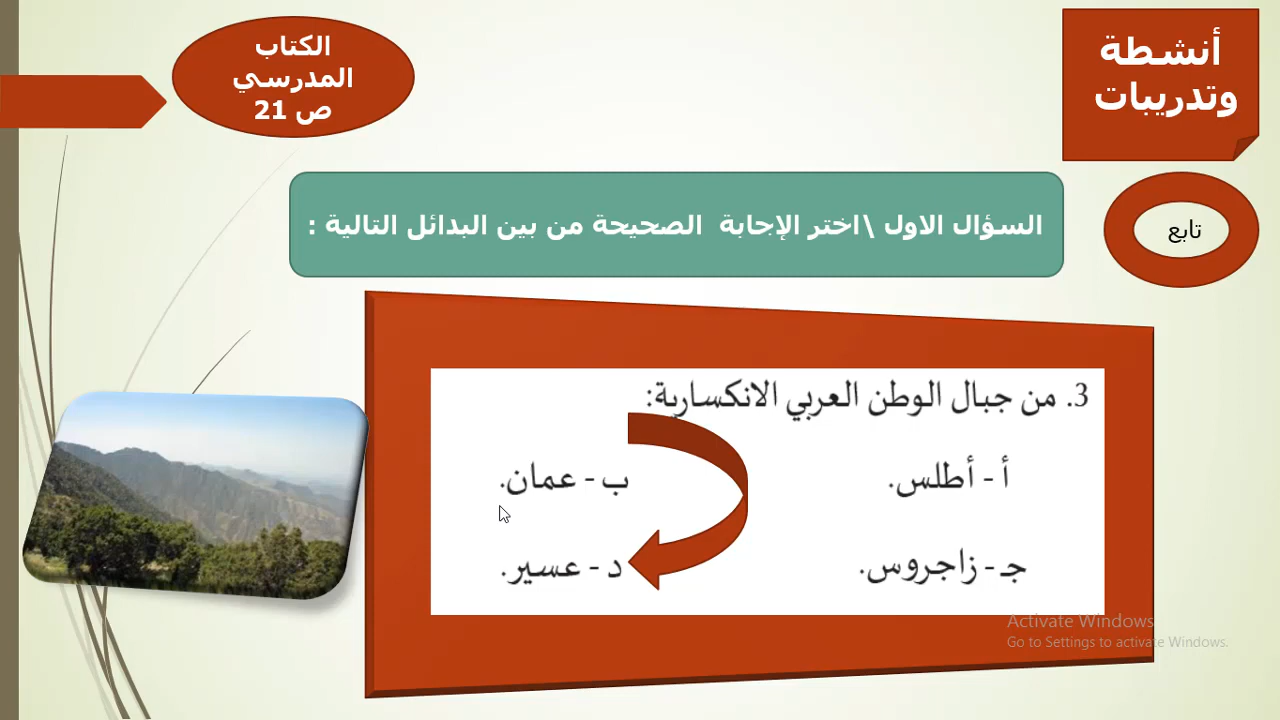 أنشطة
وتدريبات
الكتاب
المدرسي
ص 21
تابع
السؤال الاول \اختر الإجابة الصحيحة من بين البدائل التالية :
3. من جبال الوطن العربي الانكسارية:
أ - أطلس.
ب - عمان.
جـ - زاجروس.
د - عسير.
Activate Windows
Go to Settings to activate Windows.